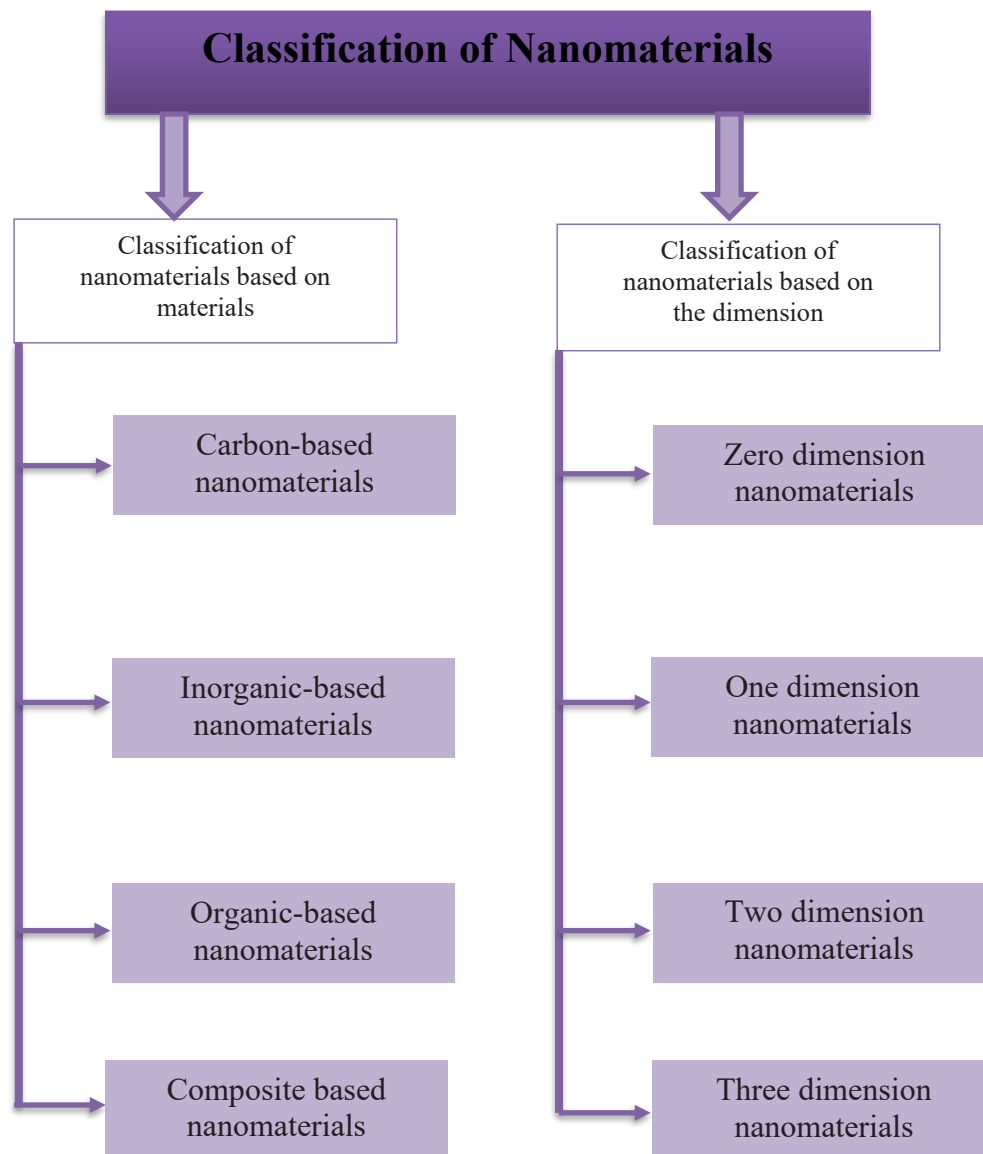 Classification of Nanomaterials
Classification of
nanomaterials based on
materials
Carbon-based
nanomaterials
Inorganic-based
nanomaterials
Organic-based
nanomaterials
Composite based
nanomaterials
Classification of
nanomaterials based on
the dimension
Zero dimension
nanomaterials
One dimension
nanomaterials
Two dimension
nanomaterials
Three dimension
nanomaterials